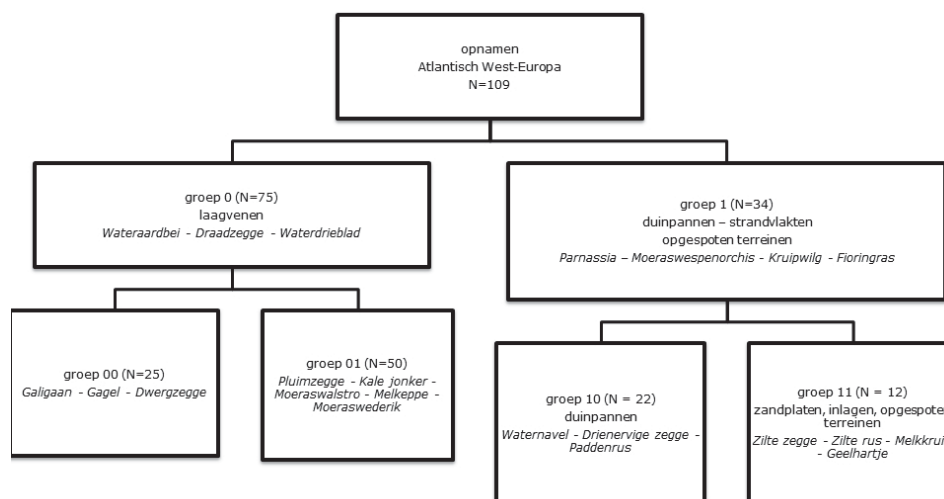 opnamen
Atlantisch West-Europa
N=109
groep 0 (N=75)
laagvenen
Wateraardbei - Draadzegge - Waterdrieblad
groep 1 (N=34)
duinpannen – strandvlakten
opgespoten terreinen
Parnassia – Moeraswespenorchis - Kruipwilg - Fioringras
groep 00 (N=25)
Galigaan - Gagel - Dwergzegge
groep 01 (N=50)
Pluimzegge - Kale jonker -
Moeraswalstro - Melkeppe -
Moeraswederik
groep 10 (N = 22)
duinpannen
Waternavel - Drienervige zegge -
Paddenrus
groep 11 (N = 12)
zandplaten, inlagen, opgespote
terreinen
Zilte zegge - Zilte rus - Melkkrui
- Geelhartje